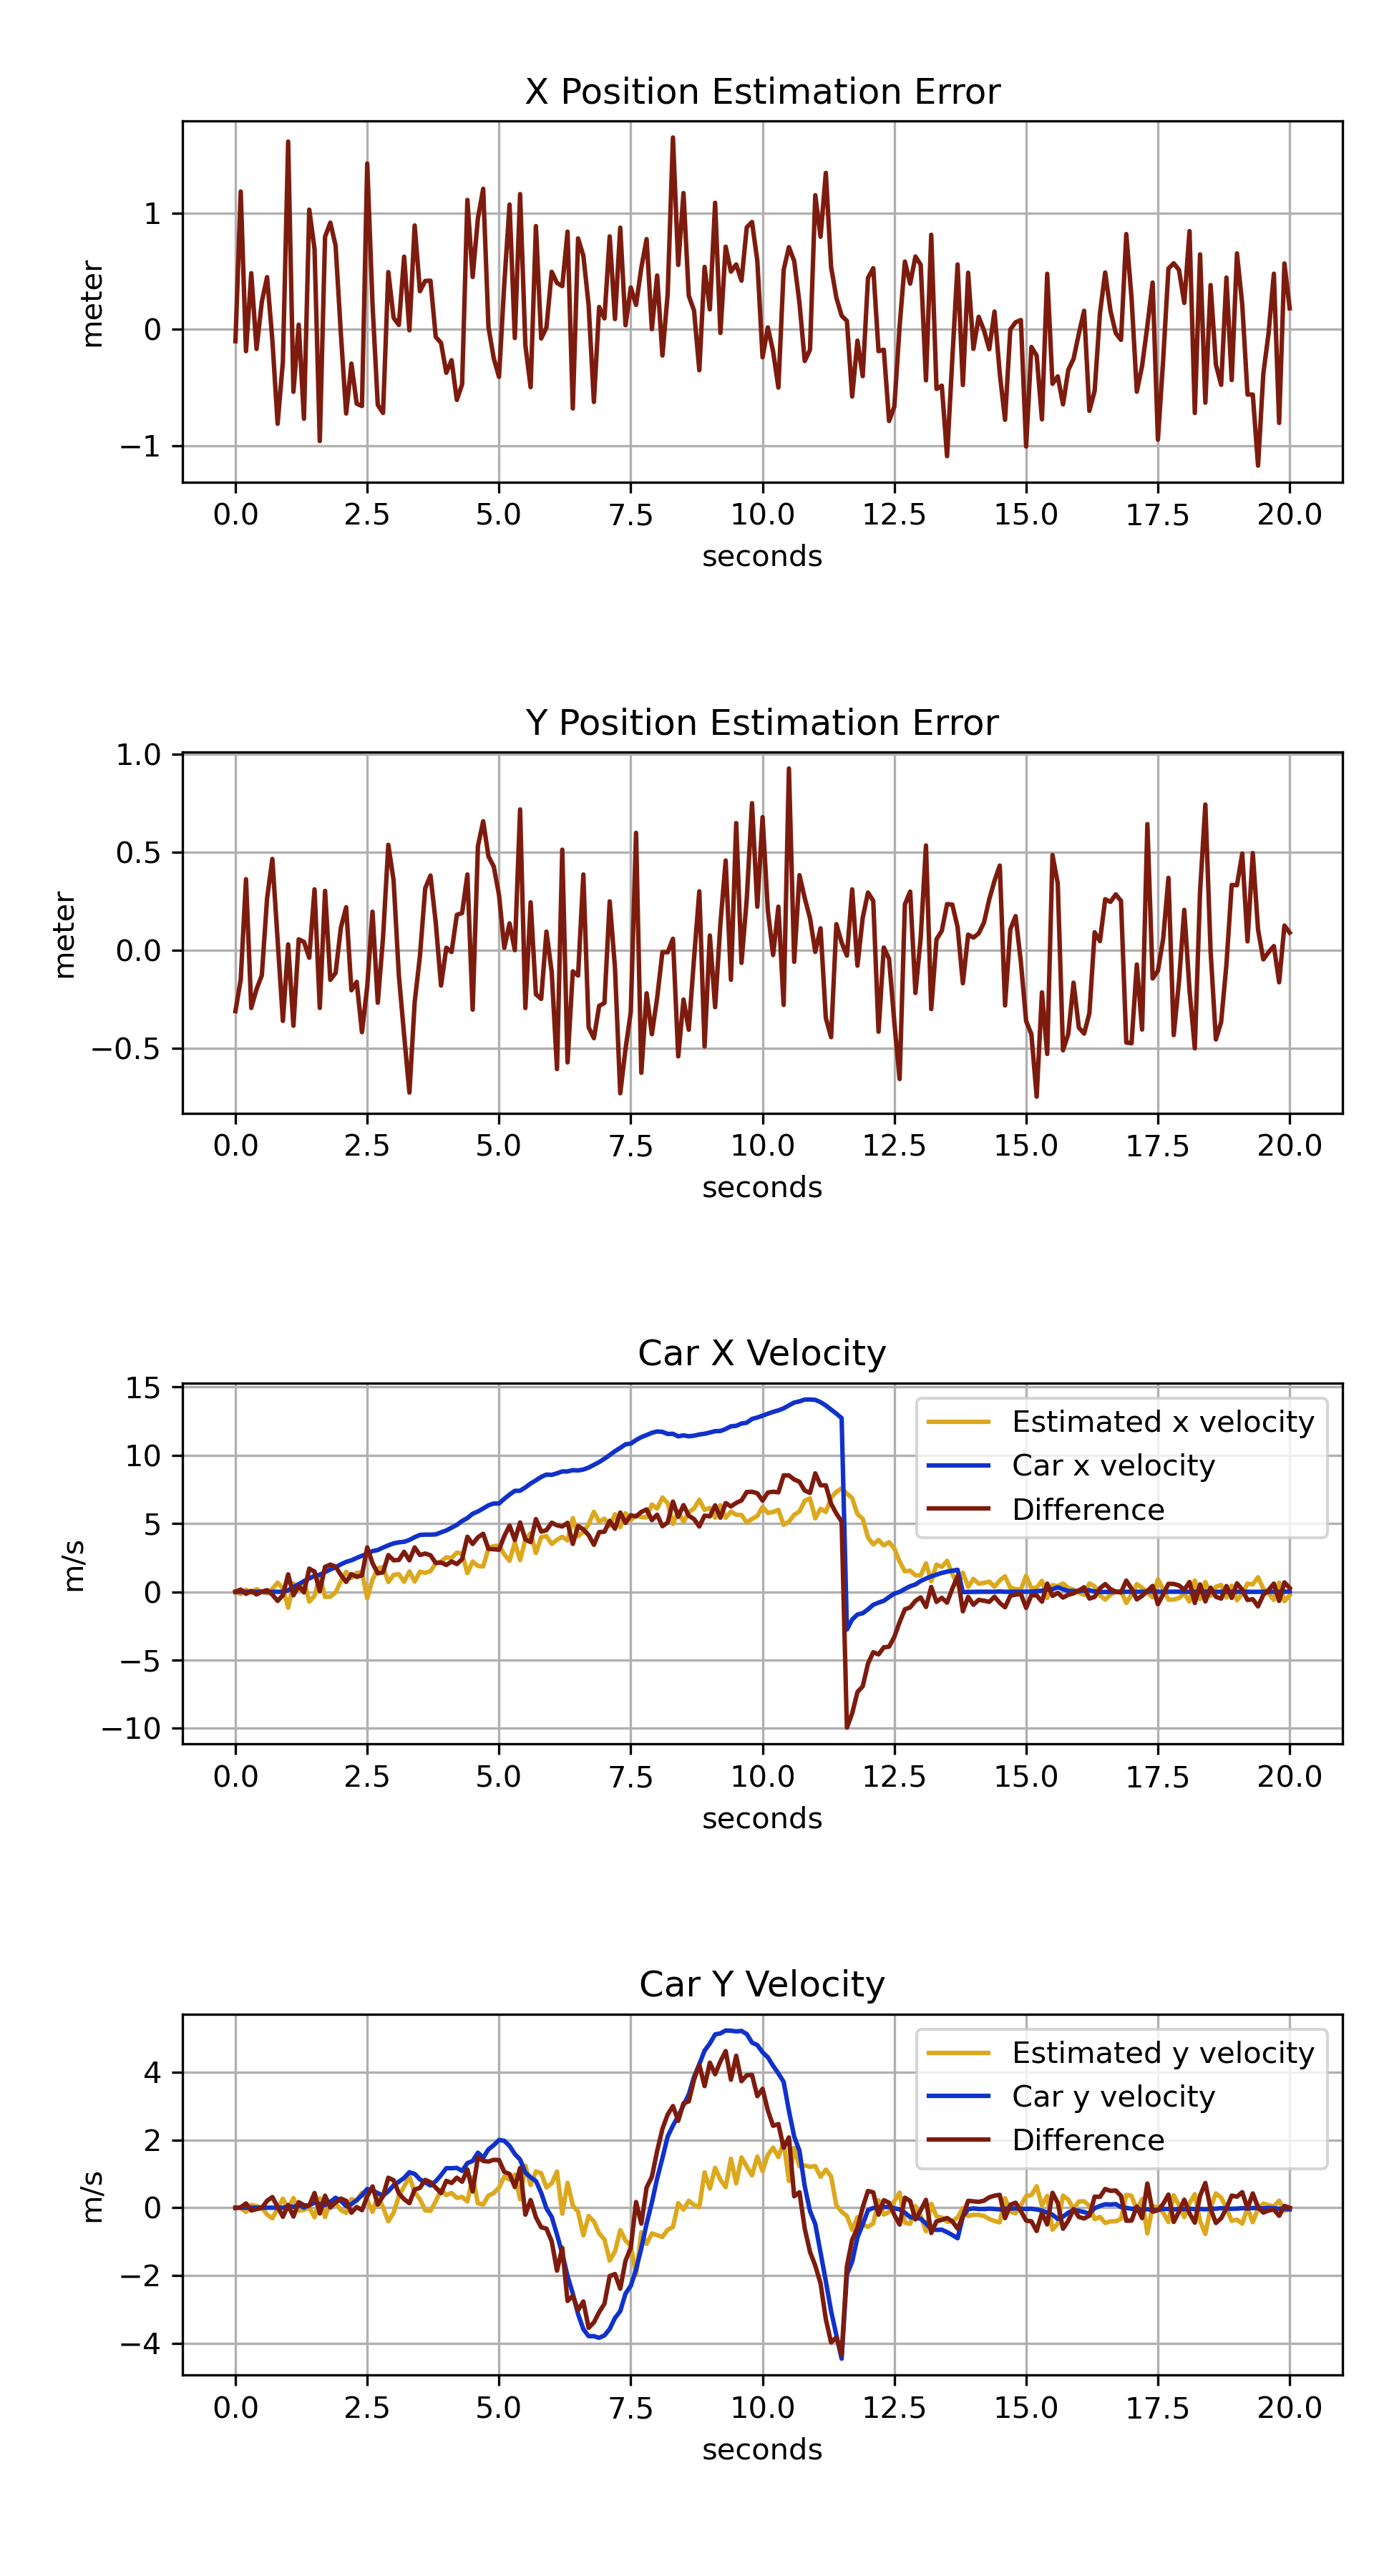 X Position Estimation Error
meter
1
0
−1
0.0 2.5 5.0 7.5 10.0 12.5 15.0 17.5 20.0
seconds
Y Position Estimation Error
meter
1.0
0.5
0.0
−0.5
0.0 2.5 5.0 7.5 10.0 12.5 15.0 17.5 20.0
seconds
Car X Velocity
m/s
15
10
5
0
−5
−10
Estimated x velocity
Car x velocity
Difference
0.0 2.5 5.0 7.5 10.0 12.5 15.0 17.5 20.0
seconds
Car Y Velocity
m/s
4
2
0
−2
−4
Estimated y velocity
Car y velocity
Difference
0.0 2.5 5.0 7.5 10.0 12.5 15.0 17.5 20.0
seconds